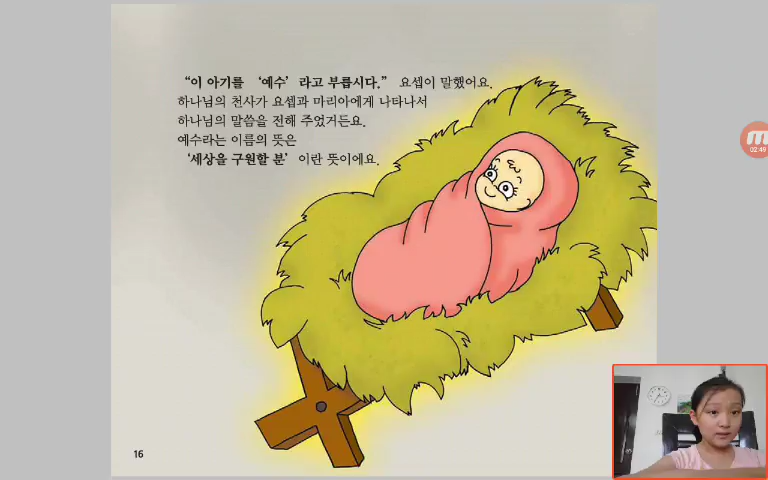 “이 아기를 ‘예수’ 라고 부릅시다.” 요셉이 말했어요.
하나님의 천사가 요셉과 마리아에게 나타나서
하나님의 말씀을 전해 주었거든요.
예수라는 이름의 뜻은
‘세상을 구원할 분’ 이란 뜻이에요.
16
02:49